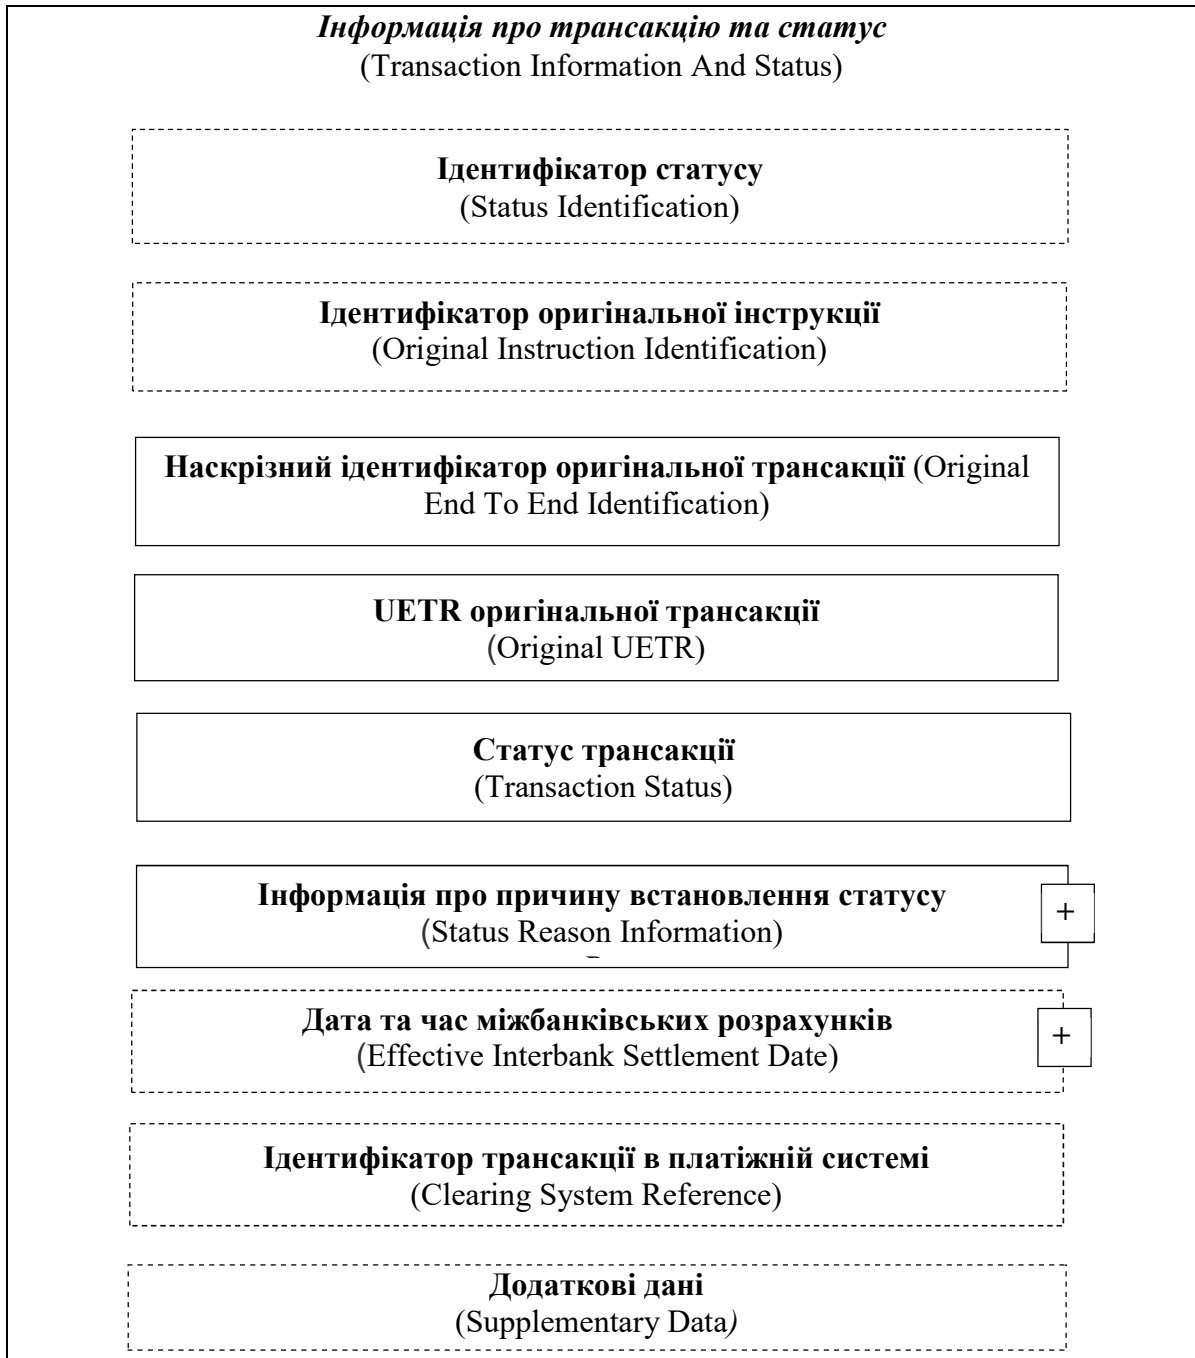 Інформація про трансакцію та статус
(Transaction Information And Status)
Ідентифікатор статусу
(Status Identification)
Ідентифікатор оригінальної інструкції
(Original Instruction Identification)
Наскрізний ідентифікатор оригінальної трансакції (Original
End To End Identification)
UETR оригінальної трансакції
(Original UETR)
Статус трансакції
(Transaction Status)
Інформація про причину встановлення статусу
(Status Reason Information)
+
Дата та час міжбанківських розрахунків
(Effective Interbank Settlement Date)
+
Ідентифікатор трансакції в платіжній системі
(Clearing System Reference)
Додаткові дані
(Supplementary Data)